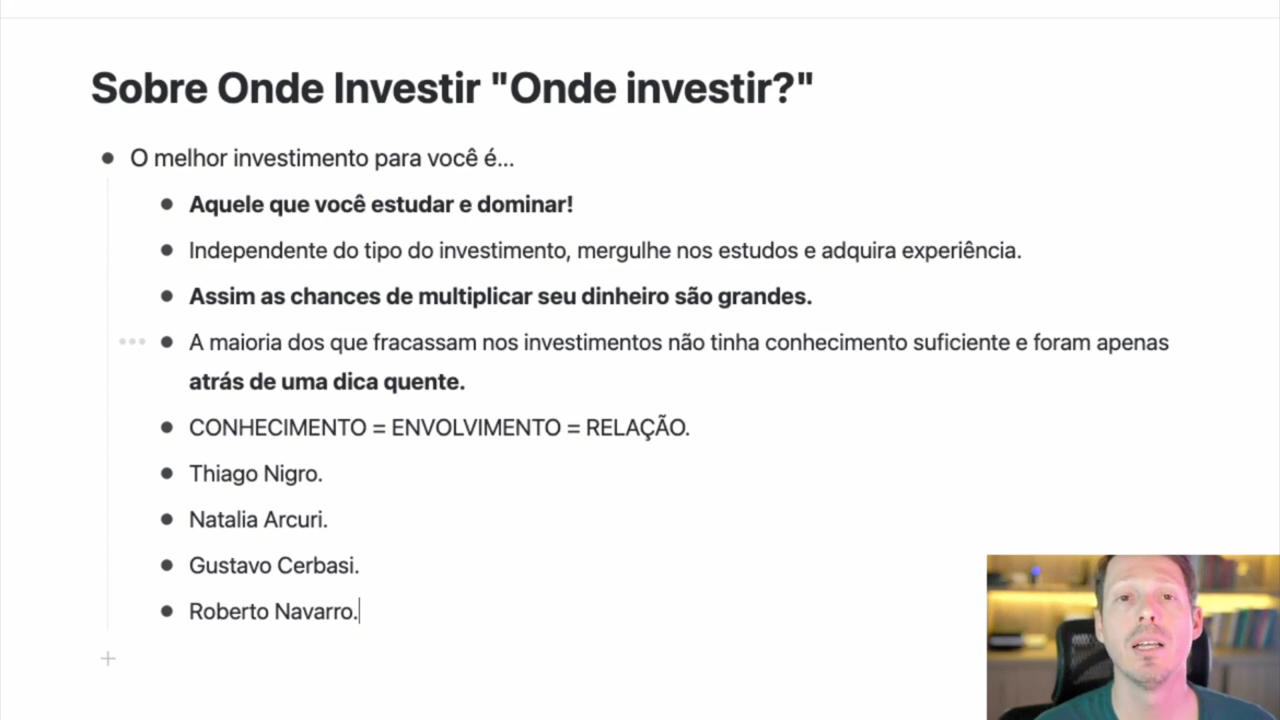 Sobre Onde Investir "Onde investir?"
O melhor investimento para você é...
Aquele que você estudar e dominar!
Independente do tipo do investimento, mergulhe nos estudos e adquira experiência.
Assim as chances de multiplicar seu dinheiro são grandes.
A maioria dos que fracassam nos investimentos não tinha conhecimento suficiente e foram apenas
atrás de uma dica quente.
CONHECIMENTO = ENVOLVIMENTO = RELAÇÃO.
Thiago Nigro.
Natalia Arcuri.
Gustavo Cerbasi.
Roberto Navarro.